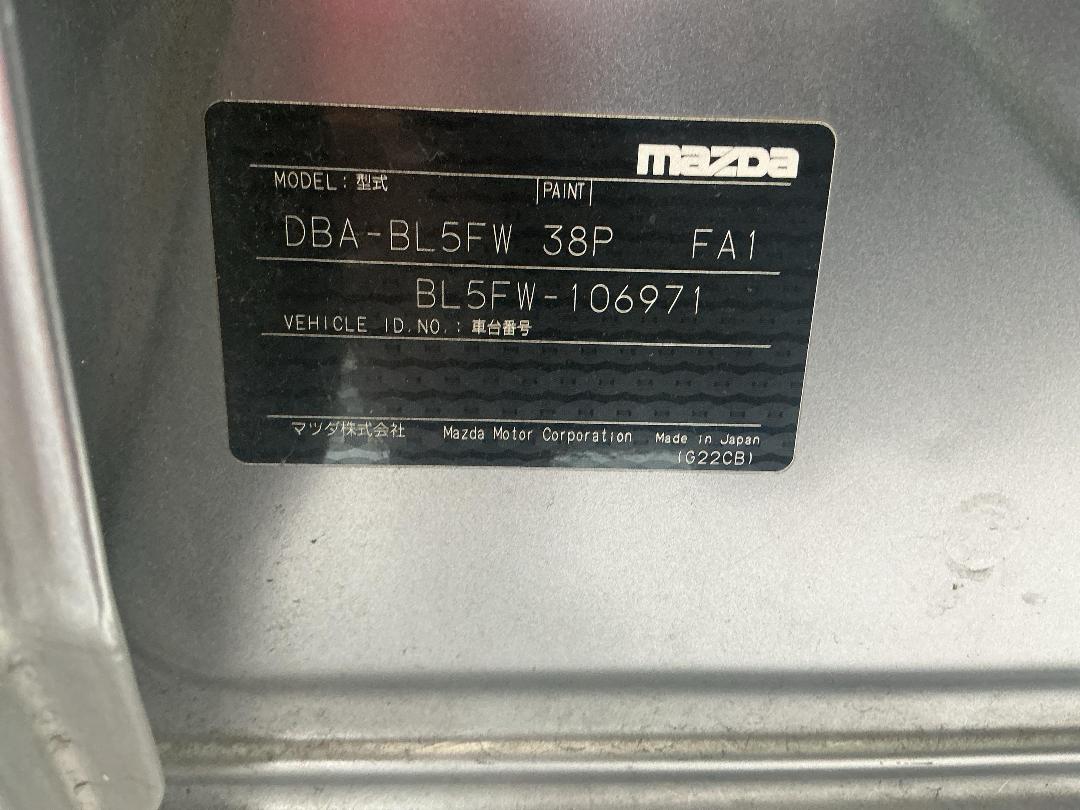 mazda
MODEL : 型式 PAINT
DBA-BL5FW 38P FA1
BL5FW-106971
VEHICLE ID.NO. : 車台番号
マツダ株式会社 Mazda Motor Corporation Made in Japan
(G22CB)